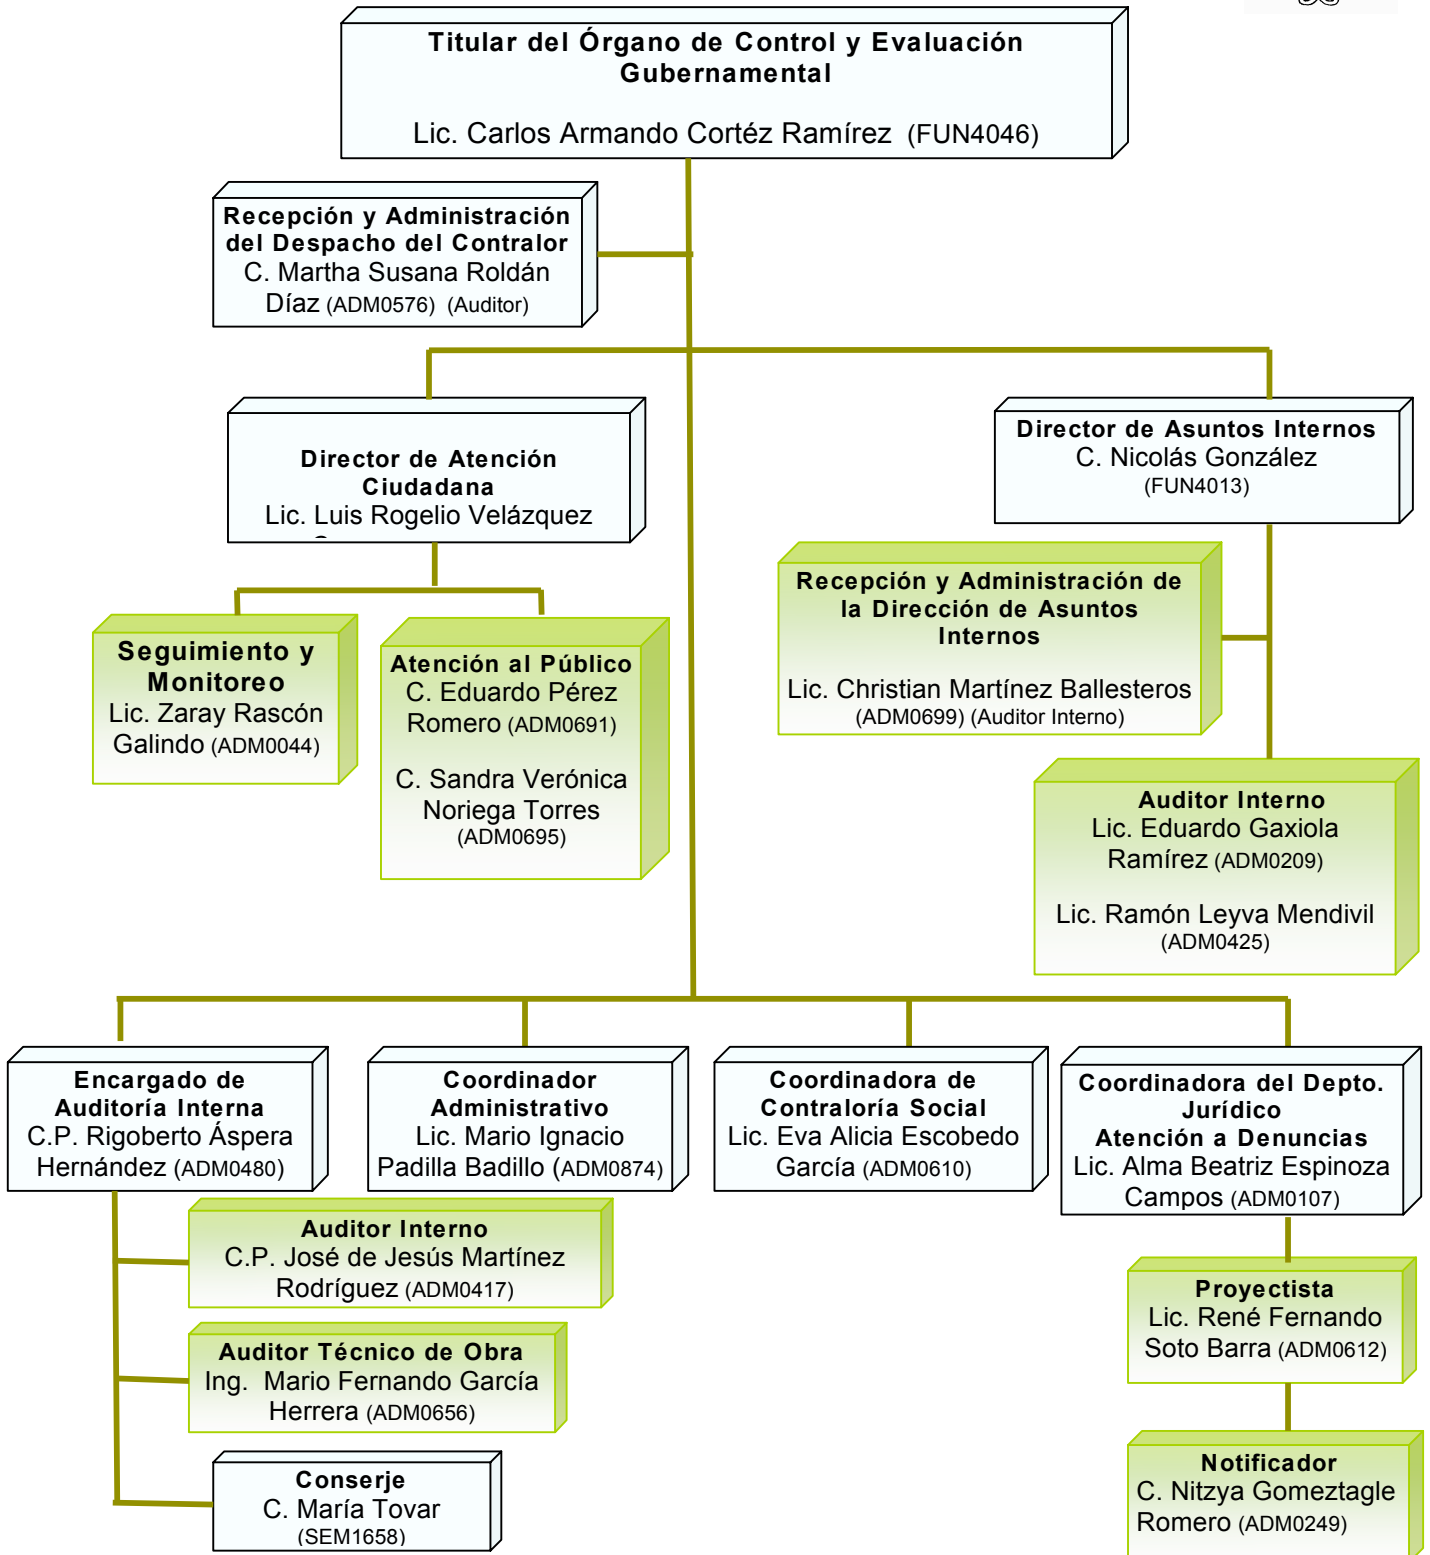 Titular del Órgano de Control y Evaluación
Gubernamental
Lic. Carlos Armando Cortéz Ramírez (FUN4046)
Recepción y Administración
del Despacho del Contralor
C. Martha Susana Roldán
Díaz (ADM0576) (Auditor)
Director de Atención
Ciudadana
Lic. Luis Rogelio Velázquez
Director de Asuntos Internos
C. Nicolás González
(FUN4013)
Seguimiento y
Monitoreo
Lic. Zaray Rascón
Galindo (ADM0044)
Atención al Público
C. Eduardo Pérez
Romero (ADM0691)
C. Sandra Verónica
Noriega Torres
(ADM0695)
Recepción y Administración de
la Dirección de Asuntos
Internos
Lic. Christian Martínez Ballesteros
(ADM0699) (Auditor Interno)
Auditor Interno
Lic. Eduardo Gaxiola
Ramírez (ADM0209)
Lic. Ramón Leyva Mendivil
(ADM0425)
Encargado de
Auditoría Interna
C.P. Rigoberto Áspera
Hernández (ADM0480)
Coordinador
Administrativo
Lic. Mario Ignacio
Padilla Badillo (ADM0874)
Coordinadora de
Contraloría Social
Lic. Eva Alicia Escobedo
García (ADM0610)
Coordinadora del Depto.
Jurídico
Atención a Denuncias
Lic. Alma Beatriz Espinoza
Campos (ADM0107)
Auditor Interno
C.P. José de Jesús Martínez
Rodríguez (ADM0417)
Auditor Técnico de Obra
Ing. Mario Fernando García
Herrera (ADM0656)
Conserje
C. María Tovar
(SEM1658)
Proyectista
Lic. René Fernando
Soto Barra (ADM0612)
Notificador
C. Nitzya Gomeztagle
Romero (ADM0249)